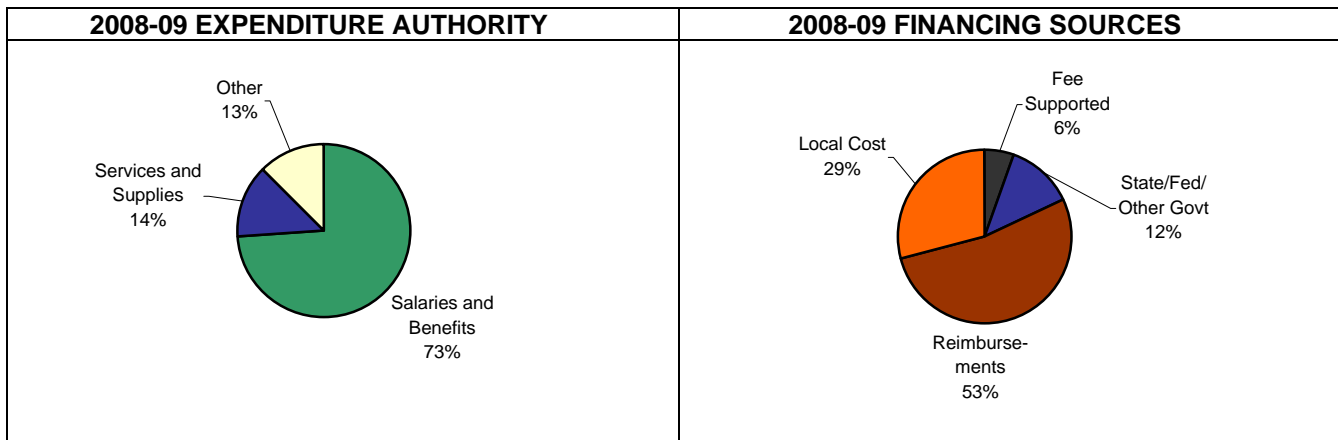 2008-09 EXPENDITURE AUTHORITY
Other
13%
Services and
Supplies
14%
Salaries and
Benefits
73%
2008-09 FINANCING SOURCES
Fee
Supported
6%
Local Cost
29%
State/Fed/
Other Govt
12%
Reimburse-
ments
53%